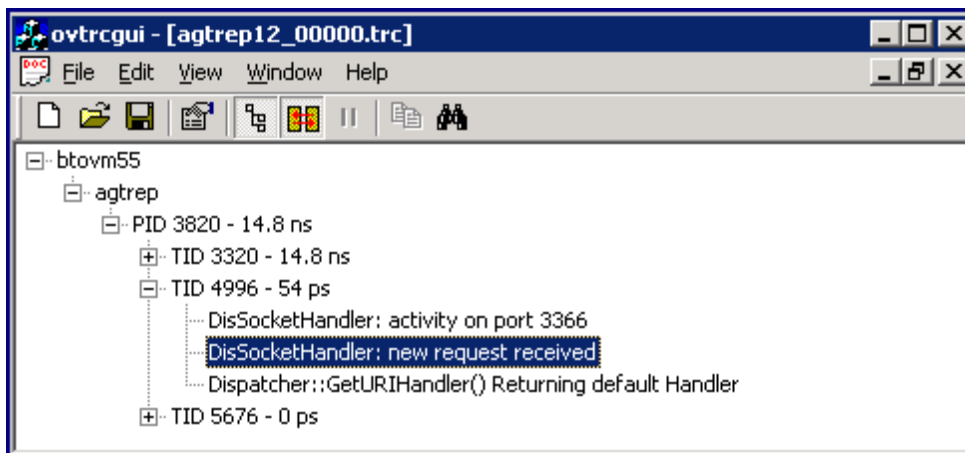 ovtrcgui - [agtrep12_00000.trc]
DOC File Edit View Window Help
btovm55
agtrep
PID 3820 - 14.8 ns
TID 3320 - 14.8 ns
TID 4996 - 54 ps
DisSocketHandler: activity on port 3366
DisSocketHandler: new request received
Dispatcher::GetURIHandler() Returning default Handler
TID 5676 - 0 ps